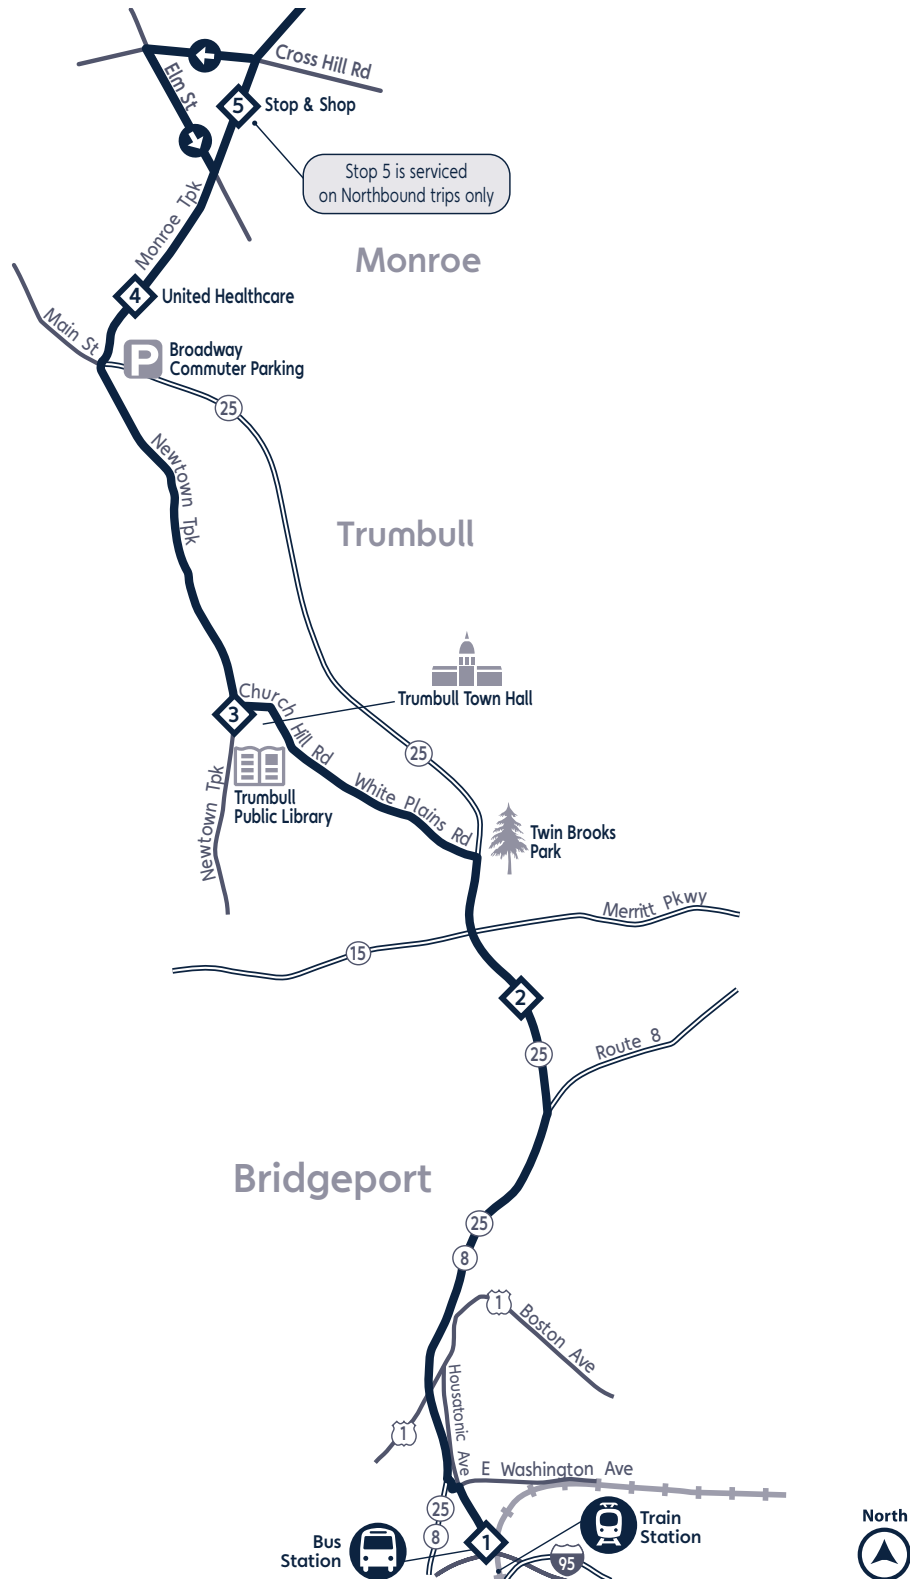 Cross Hill Rd
Elm St
5
Stop & Shop
Stop 5 is serviced
on Northbound trips only
Monroe Tpk
Monroe
4
United Healthcare
Main St
P
Broadway
Commuter Parking
25
Newtown Tpk
Trumbull
Church Hill Rd
Trumbull Town Hall
3
25
Newtown Tpk
Trumbull
Public Library
White Plains Rd
Twin Brooks
Park
Merritt Pkwy
15
2
25
Route 8
Bridgeport
25
8
1
Boston Ave
Housatonic Ave
1
E Washington Ave
25
8
Bus
Station
1
Train
Station
95
North